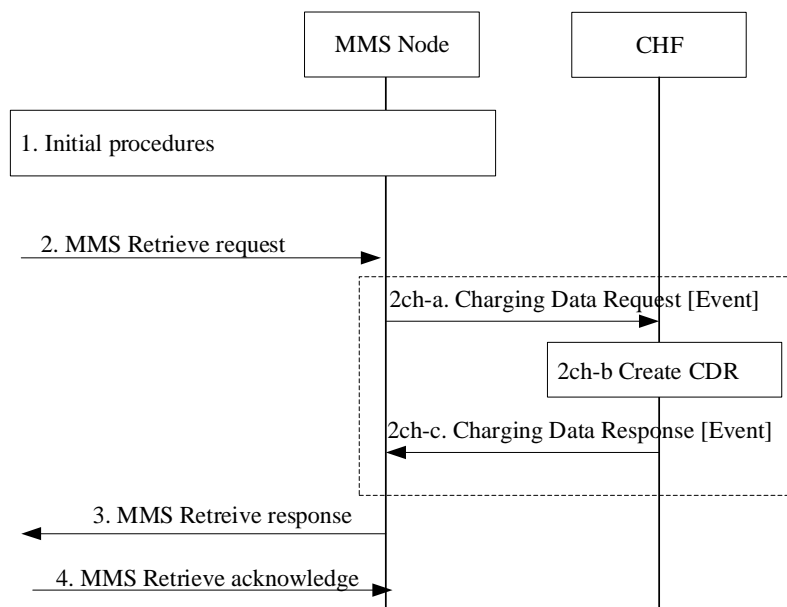 MMS Node
CHF
1. Initial procedures
2. MMS Retrieve request
2ch-a. Charging Data Request [Event]
2ch-b Create CDR
2ch-c. Charging Data Response [Event]
3. MMS Retreive response
4. MMS Retrieve acknowledge